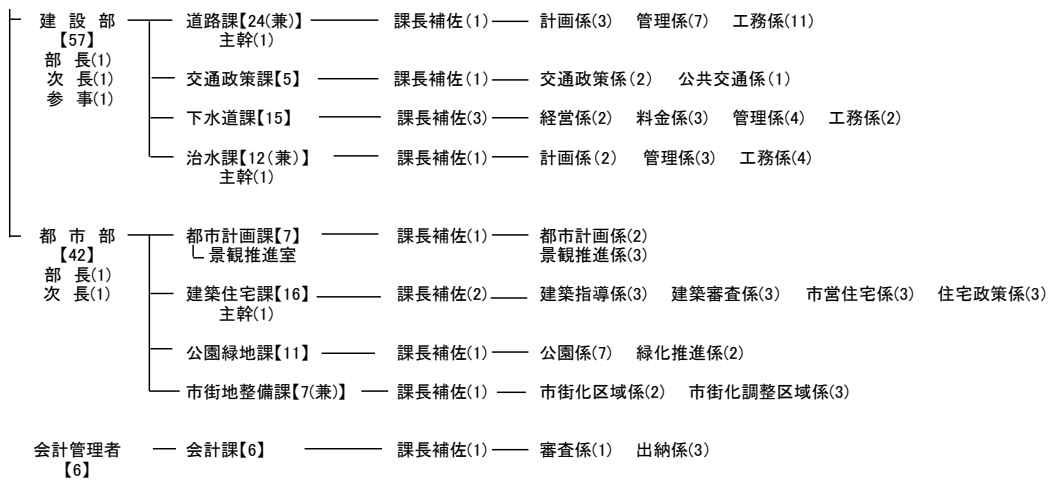 建 設 部 道路課【24(兼)】 課長補佐(1) 計画係(3) 管理係(7) 工務係(11)
【57】 主幹(1)
部 長(1)
次 長(1) 交通政策課【5】 課長補佐(1) 交通政策係(2) 公共交通係(1)
参 事(1)
下水道課【15】 課長補佐(3) 経営係(2) 料金係(3) 管理係(4) 工務係(2)
治水課【12(兼)】 課長補佐(1) 計画係(2) 管理係(3) 工務係(4)
主幹(1)
都 市 部 都市計画課【7】 課長補佐(1) 都市計画係(2)
【42】 景観推進室 景観推進係(3)
部 長(1)
次 長(1) 建築住宅課【16】 課長補佐(2) 建築指導係(3) 建築審査係(3) 市営住宅係(3) 住宅政策係(3)
主幹(1)
公園緑地課【11】 課長補佐(1) 公園係(7) 緑化推進係(2)
市街地整備課【7(兼)】 課長補佐(1) 市街化区域係(2) 市街化調整区域係(3)
会計管理者 会計課【6】 課長補佐(1) 審査係(1) 出納係(3)
【6】